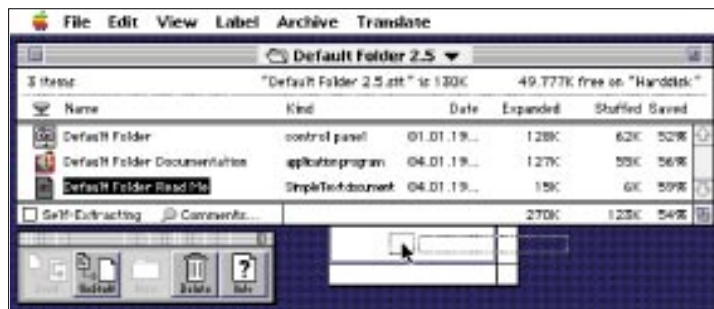 File Edit View Label Archive Translate
Default Folder 2.5
3 items "Default Folder 2.5.sit" is 130K 49.777K free on "Harddisk"
Name Kind Date Expanded Stuffed Saved
Default Folder control panel 01.01.19... 128K 62K 52%
Default Folder Documentation application program 04.01.19... 127K 55K 56%
Default Folder Read Me SimpleText document 04.01.19... 15K 6K 59%
Self-Extracting Comments... 270K 123K 54%
UnStuff Delete